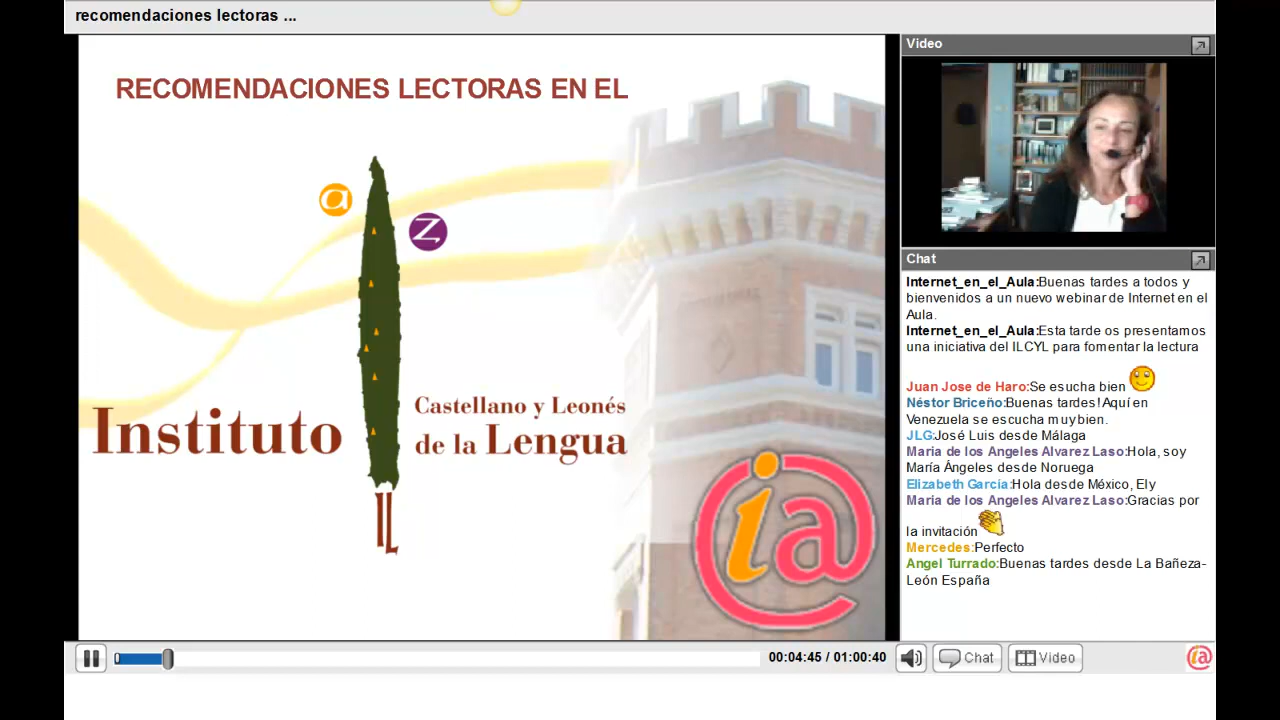 recomendaciones lectoras ...
RECOMENDACIONES LECTORAS EN EL
a
Z
Instituto
Castellano y Leonés
de la Lengua
IL
ia
Video
Chat
Internet_en_el_Aula:Buenas tardes a todos y
bienvenidos a un nuevo webinar de Internet en el
Aula.
Internet_en_el_Aula:Esta tarde os presentamos
una iniciativa del ILCYL para fomentar la lectura
Juan Jose de Haro:Se esucha bien
Néstor Briceño:Buenas tardes! Aquí en
Venezuela se escucha muy bien.
JLG:José Luis desde Málaga
Maria de los Angeles Alvarez Laso:Hola, soy
María Ángeles desde Noruega
Elizabeth García:Hola desde México, Ely
Maria de los Angeles Alvarez Laso:Gracias por
la invitación
Mercedes:Perfecto
Angel Turrado:Buenas tardes desde La Bañeza-
León España
00:04:45 / 01:00:40
Chat
Video
ia